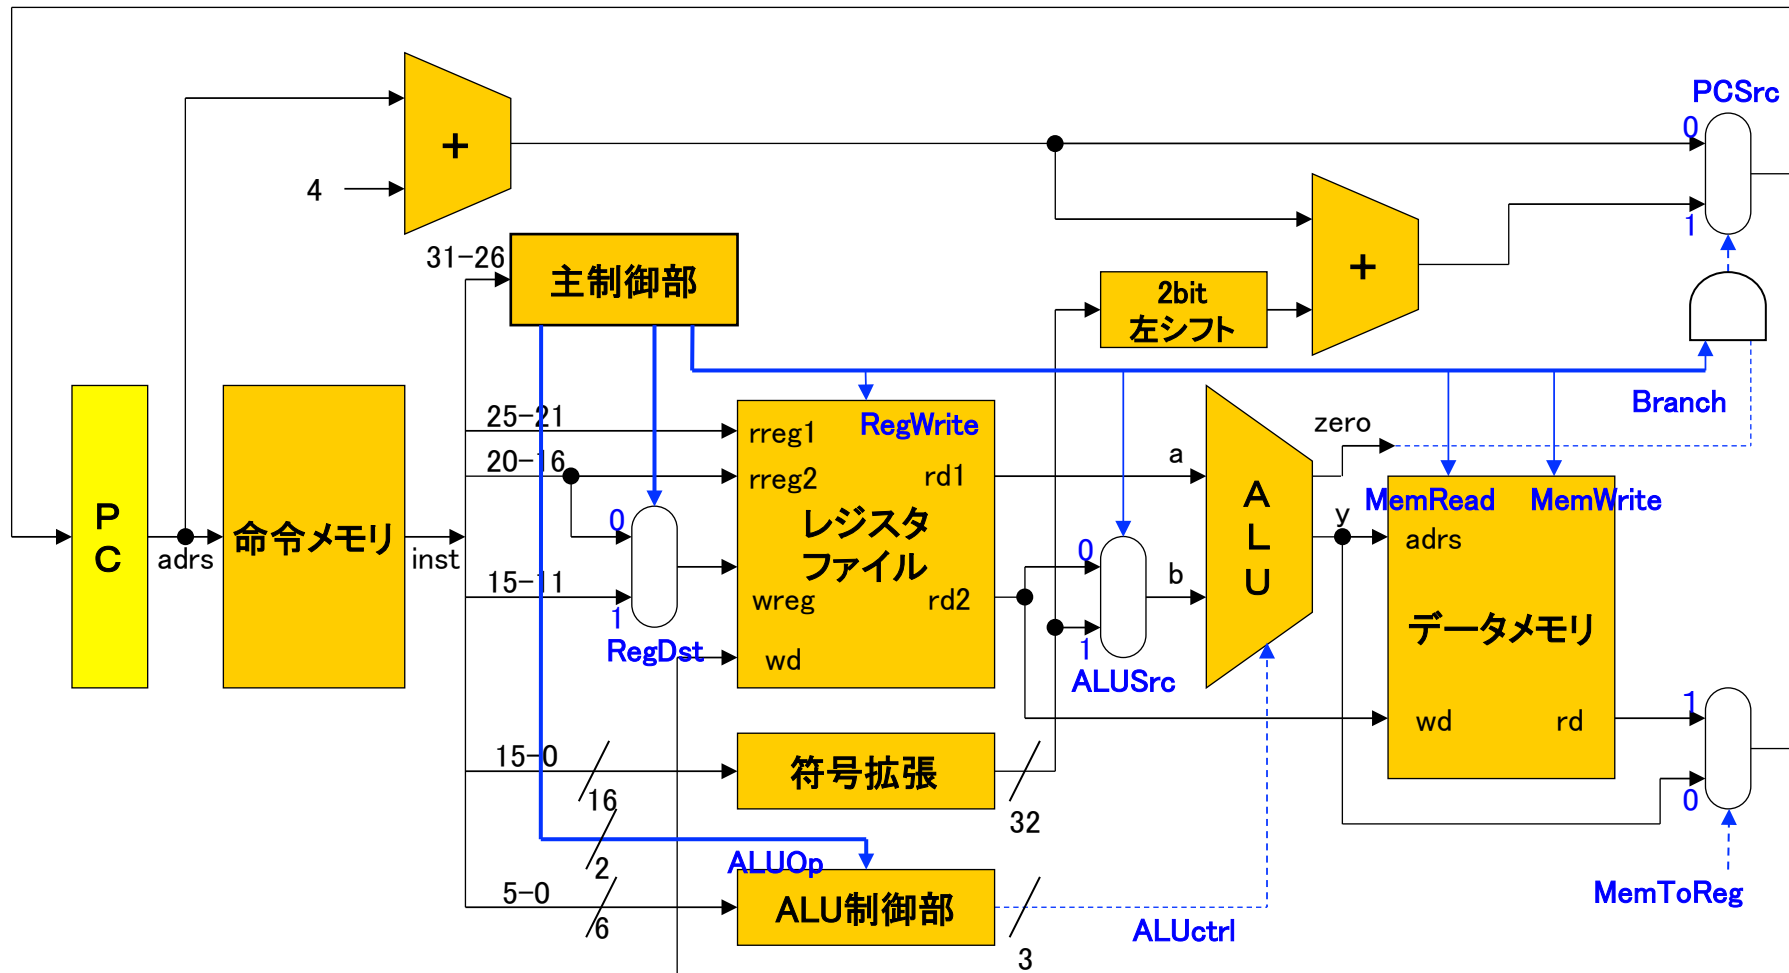 PCSrc
0
+
4
1
31-26
主制御部
+
2bit
左シフト
Branch
25-21
rreg1
RegWrite
zero
20-16
rreg2
rd1
a
A
L
U
MemRead
MemWrite
P
C
adrs
命令メモリ
inst
0
レジスタ
ファイル
y
adrs
0
15-11
1
wreg
rd2
b
データメモリ
RegDst
wd
1
ALUSrc
wd
rd
1
15-0
16
符号拡張
32
0
2
ALUOp
5-0
6
ALU制御部
3
ALUctrl
MemToReg